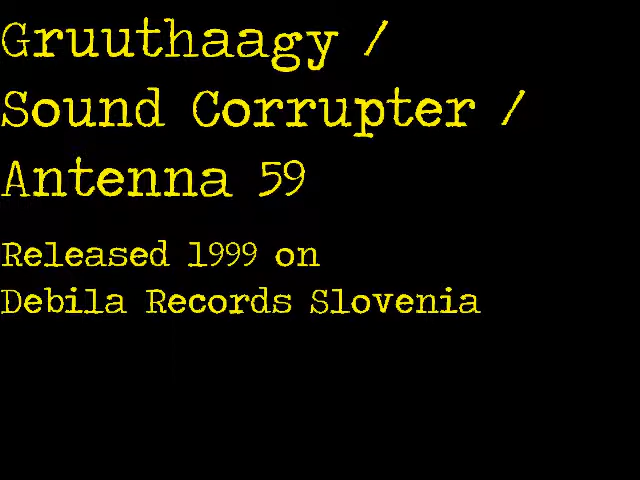 Gruuthaagy /
Sound Corrupter /
Antenna 59
Released 1999 on
Debila Records Slovenia